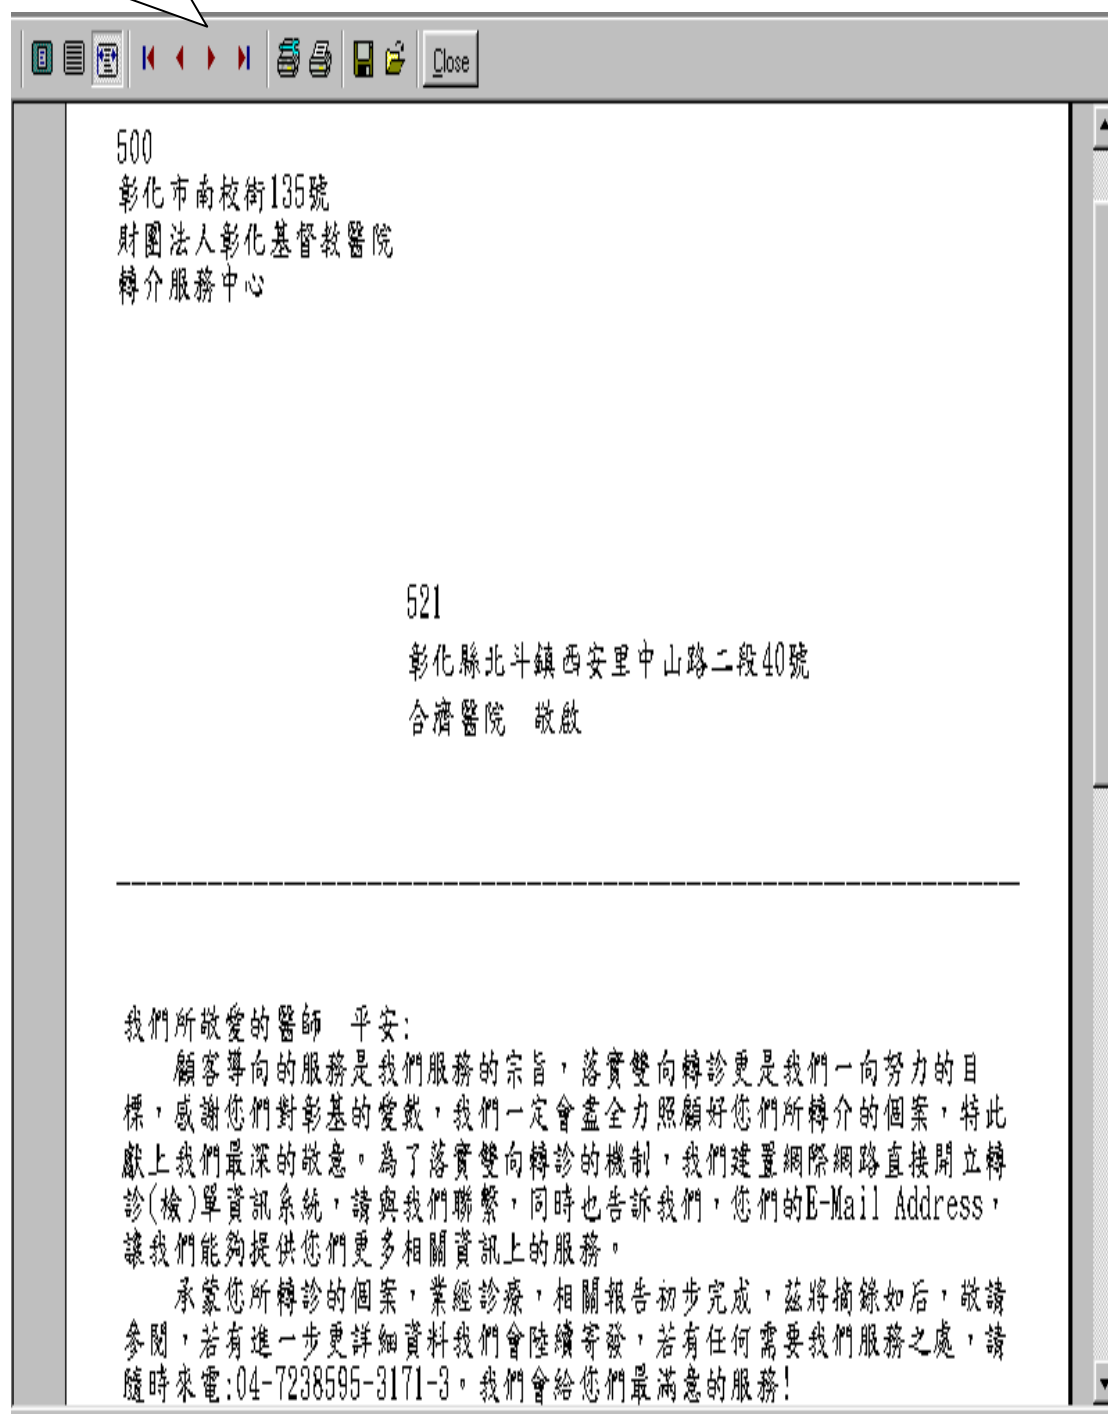 Close
500
彰化市南校街135號
財團法人彰化基督教醫院
轉介服務中心
521
彰化縣北斗鎮西安里中山路二段40號
合濟醫院　敬啟
我們所敬愛的醫師　平安:
顧客導向的服務是我們服務的宗旨，落實雙向轉診更是我們一向努力的目
標，感謝您們對彰基的愛戴，我們一定會盡全力照顧好您們所轉介的個案，特此
獻上我們最深的敬意。為了落實雙向轉診的機制，我們建置網際網路直接開立轉
診(檢)單資訊系統，請與我們聯繫，同時也告訴我們，您們的E-Mail Address，
讓我們能夠提供您們更多相關資訊上的服務。
承蒙您所轉診的個案，業經診療，相關報告初步完成，茲將摘錄如后，敬請
參閱，若有進一步更詳細資料我們會陸續寄發，若有任何需要我們服務之處，請
隨時來電:04-7238595-3171-3。我們會給您們最滿意的服務!